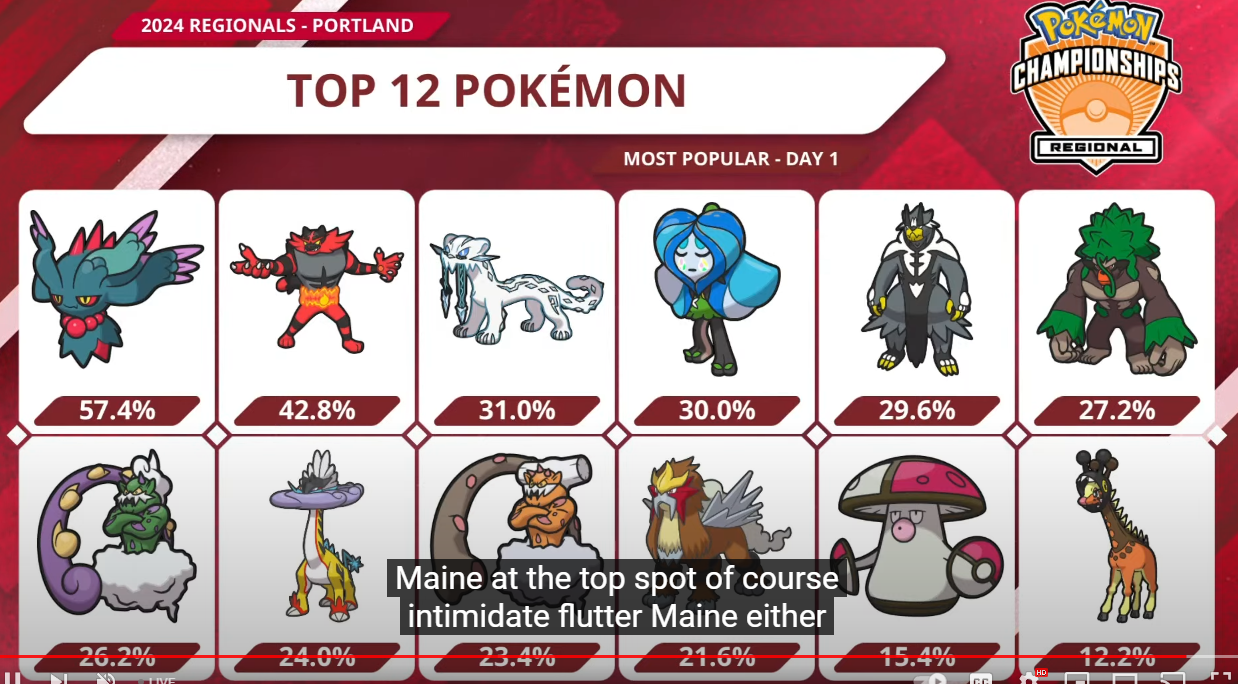 2024 REGIONALS - PORTLAND
TOP 12 POKÉMON
Pokémon
CHAMPIONSHIPS
REGIONAL
MOST POPULAR - DAY 1
57.4%
42.8%
31.0%
30.0%
29.6%
27.2%
Maine at the top spot of course
intimidate flutter Maine either
26.2%
24.0%
23.4%
21.6%
15.4%
12.2%
LIVE
CC
HD